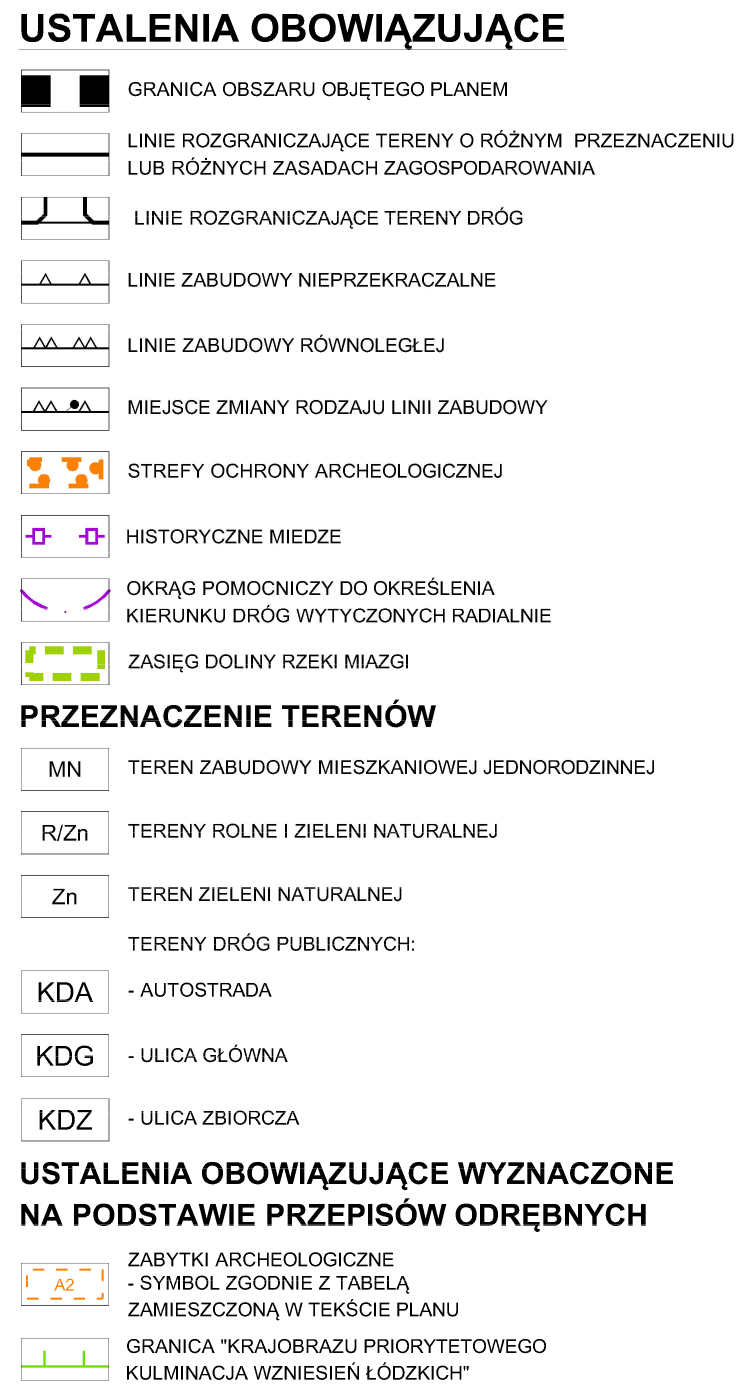 USTALENIA OBOWIĄZUJĄCE
GRANICA OBSZARU OBJĘTEGO PLANEM
LINIE ROZGRANICZAJĄCE TERENY O RÓŻNYM PRZEZNACZENIU
LUB RÓŻNYCH ZASADACH ZAGOSPODAROWANIA
LINIE ROZGRANICZAJĄCE TERENY DRÓG
LINIE ZABUDOWY NIEPRZEKRACZALNE
LINIE ZABUDOWY RÓWNOLEGŁEJ
MIEJSCE ZMIANY RODZAJU LINII ZABUDOWY
STREFY OCHRONY ARCHEOLOGICZNEJ
HISTORYCZNE MIEDZE
OKRĄG POMOCNICZY DO OKREŚLENIA
KIERUNKU DRÓG WYTYCZONYCH RADIALNIE
ZASIĘG DOLINY RZEKI MIAZGI
PRZEZNACZENIE TERENÓW
MN TEREN ZABUDOWY MIESZKANIOWEJ JEDNORODZINNEJ
R/Zn TERENY ROLNE I ZIELENI NATURALNEJ
Zn TEREN ZIELENI NATURALNEJ
TERENY DRÓG PUBLICZNYCH:
KDA - AUTOSTRADA
KDG - ULICA GŁÓWNA
KDZ - ULICA ZBIORCZA
USTALENIA OBOWIĄZUJĄCE WYZNACZONE
NA PODSTAWIE PRZEPISÓW ODRĘBNYCH
ZABYTKI ARCHEOLOGICZNE
A2 - SYMBOL ZGODNIE Z TABELĄ
ZAMIESZCZONĄ W TEKŚCIE PLANU
GRANICA "KRAJOBRAZU PRIORYTETOWEGO
KULMINACJA WZNIESIEŃ ŁÓDZKICH"